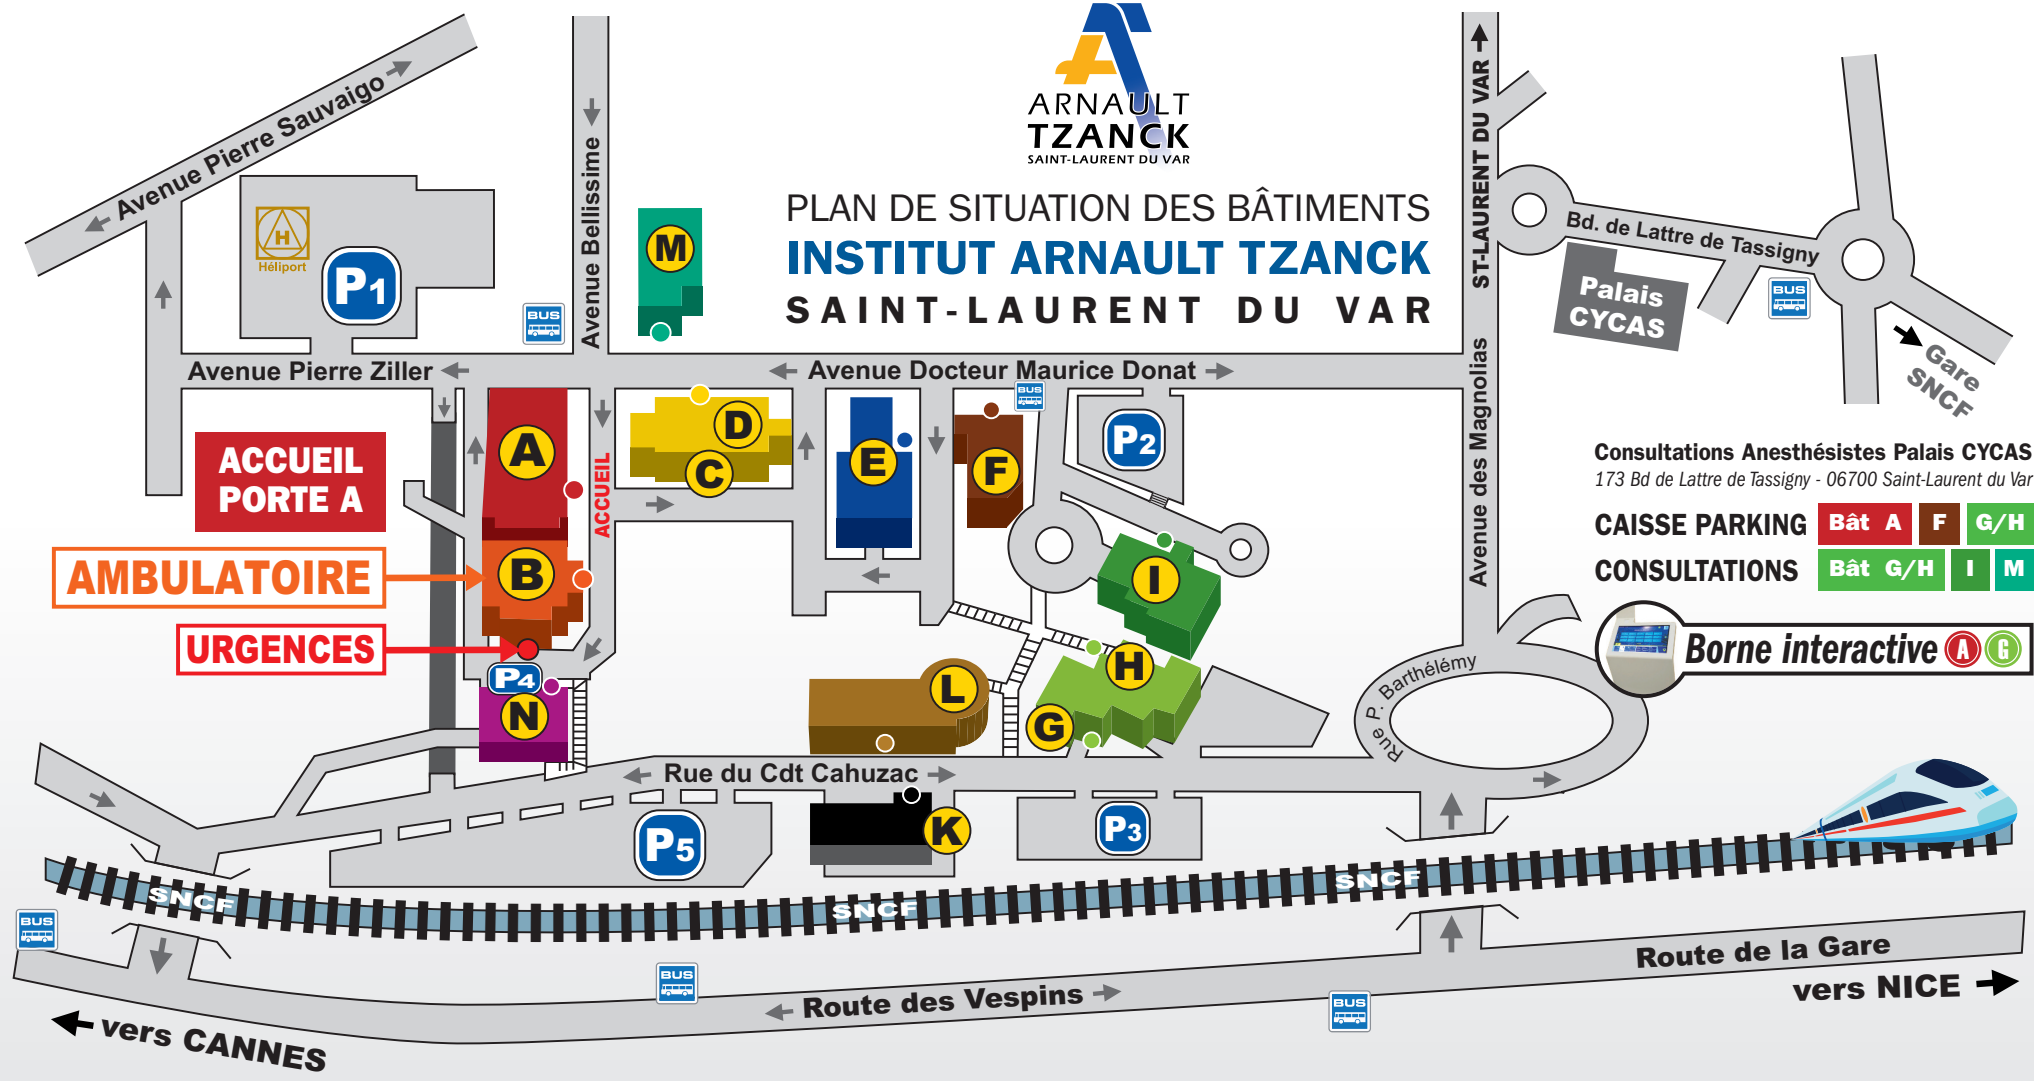 ARNAULT
TZANCK
SAINT-LAURENT DU VAR
PLAN DE SITUATION DES BÂTIMENTS
INSTITUT ARNAULT TZANCK
SAINT-LAURENT DU VAR
Avenue Pierre Sauvaigo
H
Héliport
P1
BUS
Avenue Bellissime
M
ST-LAURENT DU VAR
Bd. de Lattre de Tassigny
Palais
CYCAS
BUS
Gare
SNCF
Avenue Pierre Ziller
Avenue Docteur Maurice Donat
BUS
Avenue des Magnolias
ACCUEIL
PORTE A
A
ACCUEIL
D
C
E
F
P2
Consultations Anesthésistes Palais CYCAS
173 Bd de Lattre de Tassigny - 06700 Saint-Laurent du Var
CAISSE PARKING Bât A F G/H
CONSULTATIONS Bât G/H I M
Borne interactive A G
AMBULATOIRE
B
I
URGENCES
P4
N
L
H
G
Rue P. Barthélémy
Rue du Cdt Cahuzac
P5
K
P3
SNCF
SNCF
SNCF
BUS
BUS
BUS
Route de la Gare
vers NICE
Route des Vespins
vers CANNES